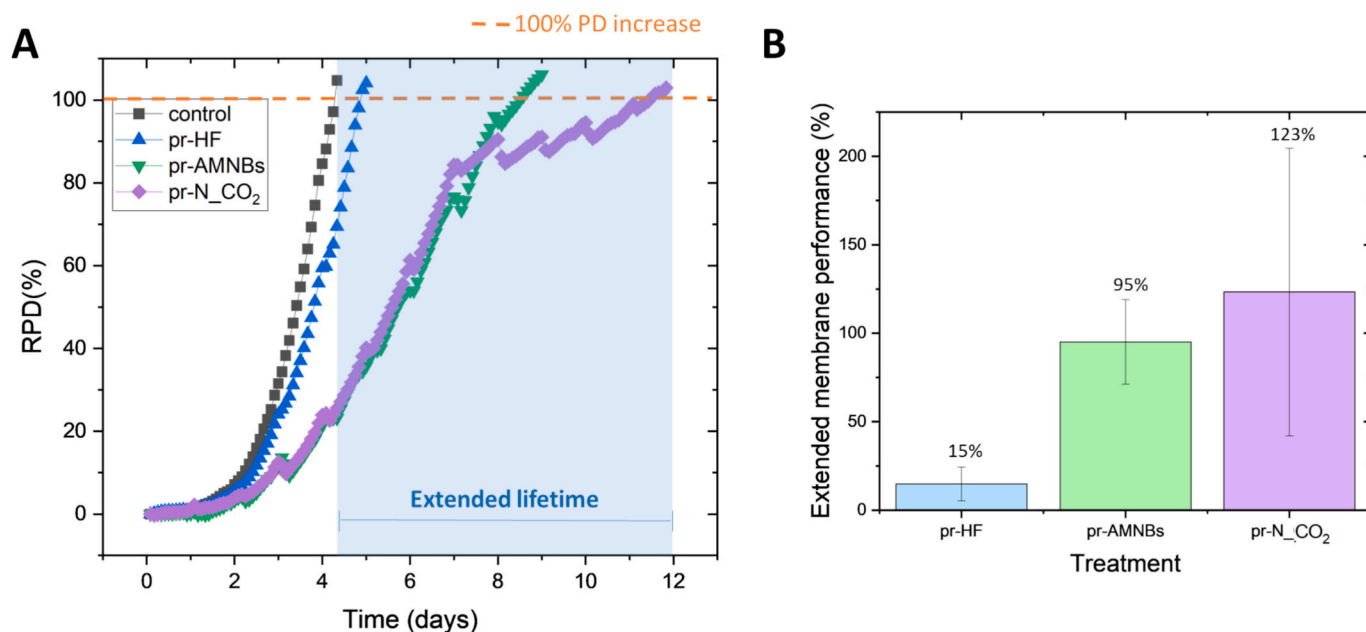 A
100% PD increase
control
pr-HF
pr-AMNBs
pr-N_CO₂
RPD(%)
100
80
60
40
20
0
Extended lifetime
0 2 4 6 8 10 12
Time (days)
B
Extended membrane performance (%)
200
150
100
50
0
15%
95%
123%
pr-HF pr-AMNBs pr-N_CO₂
Treatment